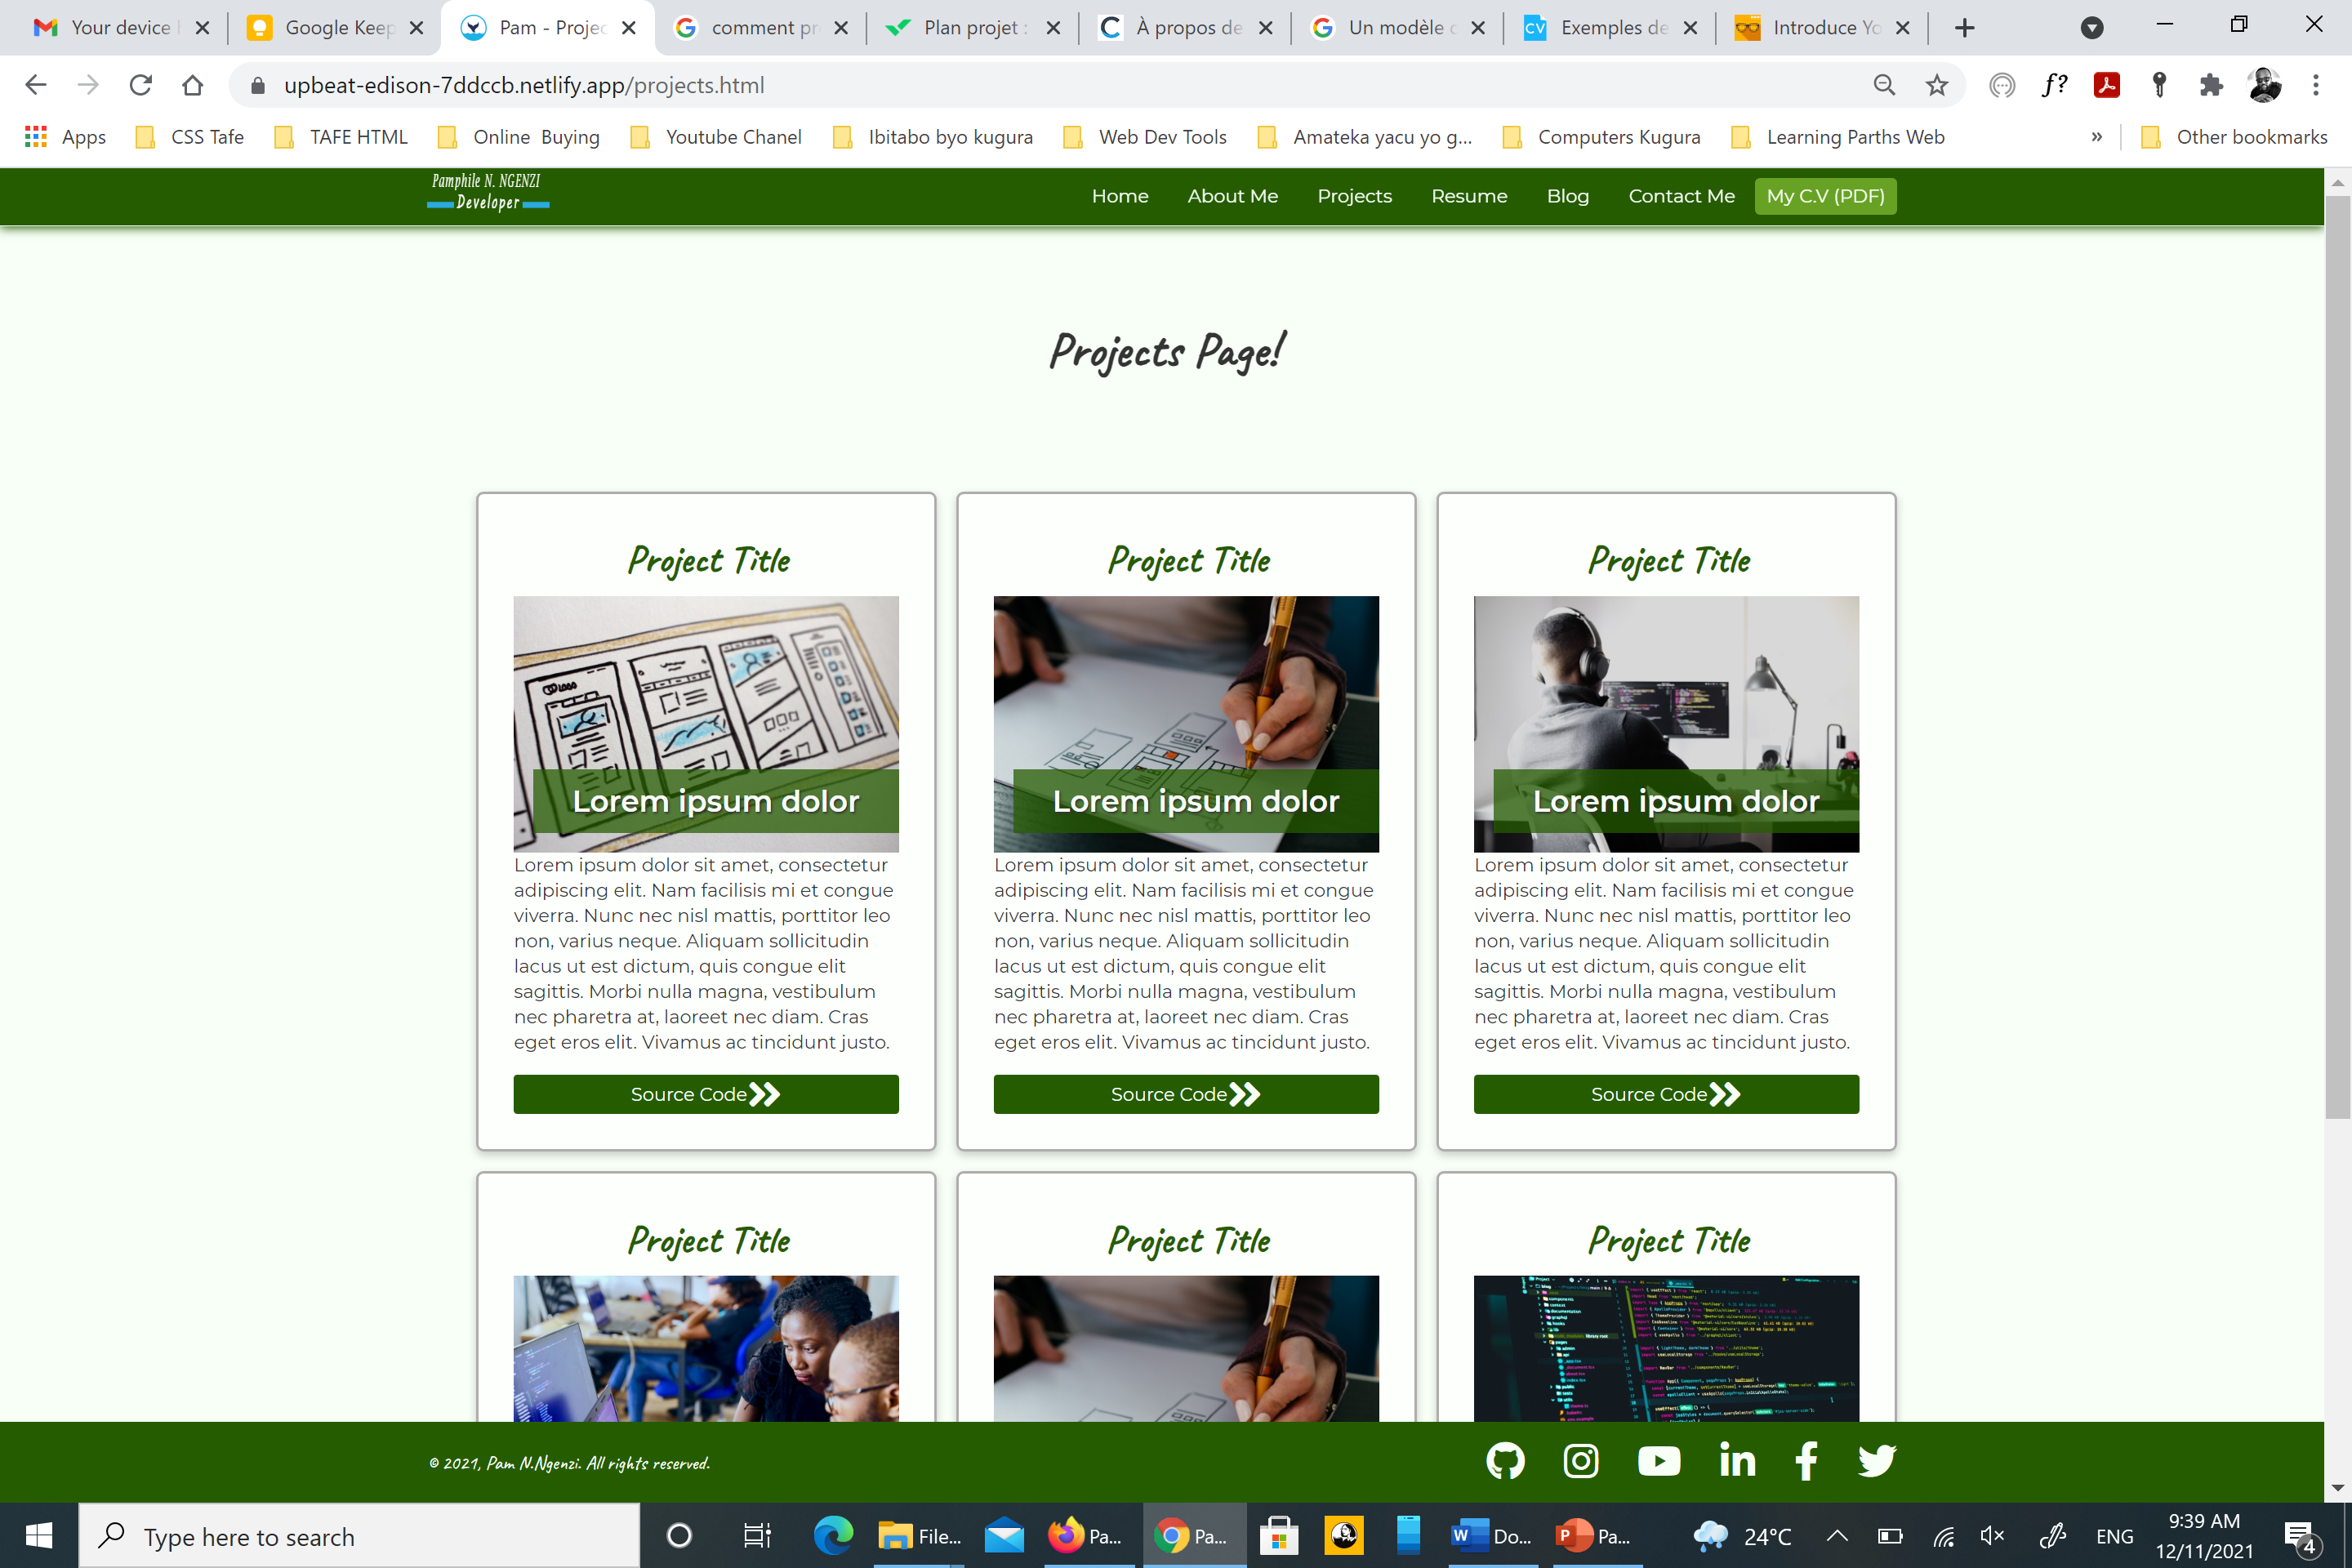 Your device
Google Keep
Pam - Projec
comment pr
Plan projet :
À propos de
Un modèle
Exemples de
Introduce Yo
upbeat-edison-7ddccb.netlify.app/projects.html
f?
Apps
CSS Tafe
TAFE HTML
Online Buying
Youtube Chanel
Ibitabo byo kugura
Web Dev Tools
Amateka yacu yo g...
Computers Kugura
Learning Parths Web
»
Other bookmarks
Pamphile N. NGENZI
Developer
Home
About Me
Projects
Resume
Blog
Contact Me
My C.V (PDF)
Projects Page!
Project Title
Lorem ipsum dolor
Lorem ipsum dolor sit amet, consectetur
adipiscing elit. Nam facilisis mi et congue
viverra. Nunc nec nisl mattis, porttitor leo
non, varius neque. Aliquam sollicitudin
lacus ut est dictum, quis congue elit
sagittis. Morbi nulla magna, vestibulum
nec pharetra at, laoreet nec diam. Cras
eget eros elit. Vivamus ac tincidunt justo.
Source Code
Project Title
Lorem ipsum dolor
Lorem ipsum dolor sit amet, consectetur
adipiscing elit. Nam facilisis mi et congue
viverra. Nunc nec nisl mattis, porttitor leo
non, varius neque. Aliquam sollicitudin
lacus ut est dictum, quis congue elit
sagittis. Morbi nulla magna, vestibulum
nec pharetra at, laoreet nec diam. Cras
eget eros elit. Vivamus ac tincidunt justo.
Source Code
Project Title
Lorem ipsum dolor
Lorem ipsum dolor sit amet, consectetur
adipiscing elit. Nam facilisis mi et congue
viverra. Nunc nec nisl mattis, porttitor leo
non, varius neque. Aliquam sollicitudin
lacus ut est dictum, quis congue elit
sagittis. Morbi nulla magna, vestibulum
nec pharetra at, laoreet nec diam. Cras
eget eros elit. Vivamus ac tincidunt justo.
Source Code
Project Title
Project Title
Project Title
© 2021, Pam N.Ngenzi. All rights reserved.
Type here to search
File...
Pa...
Pa...
Do...
Pa...
24°C
ENG
9:39 AM
12/11/2021
4